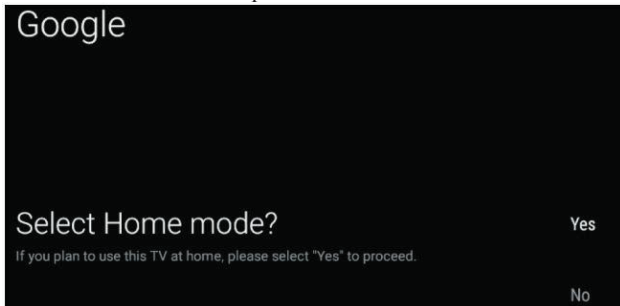 Google
Select Home mode?
Yes
If you plan to use this TV at home, please select "Yes" to proceed.
No